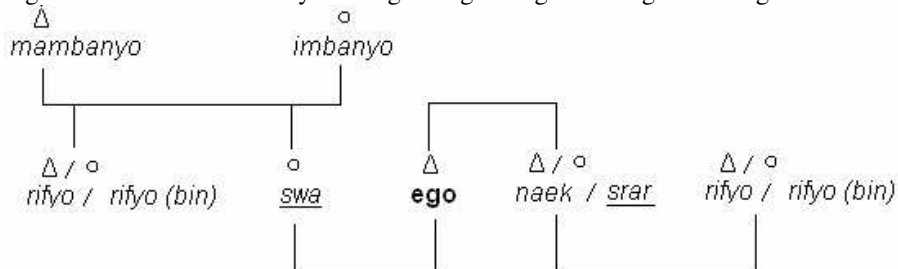 Δ ○
mambanyo imbanyo
Δ / ○ ○ Δ Δ / ○ Δ / ○
rifyo / rifyo (bin) swa ego naek / srar rifyo / rifyo (bin)